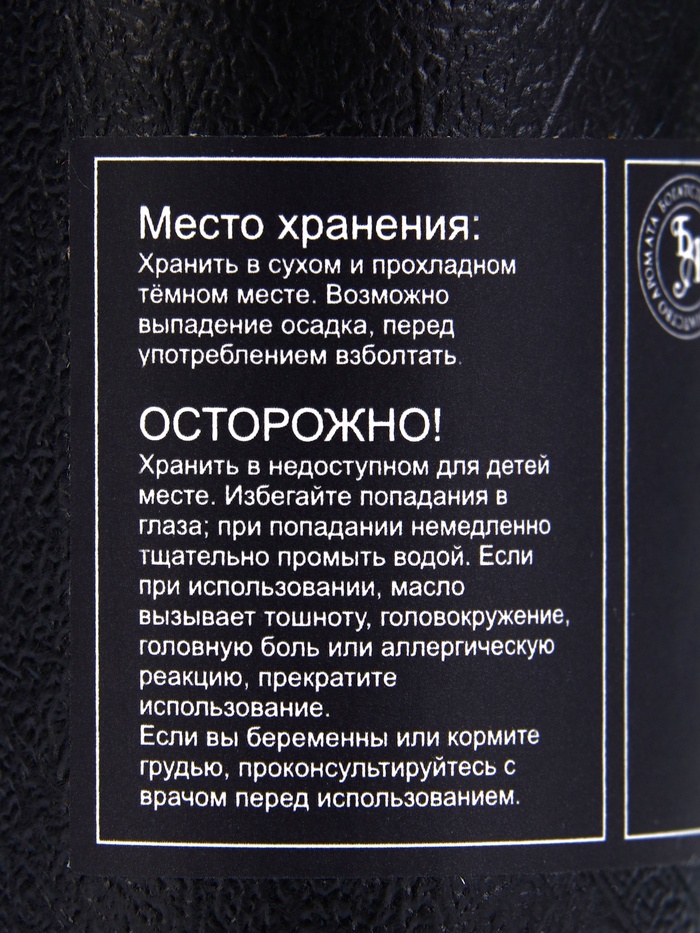 Место хранения:
Хранить в сухом и прохладном
тёмном месте. Возможно
выпадение осадка, перед
употреблением взболтать.
ОСТОРОЖНО!
Хранить в недоступном для детей
месте. Избегайте попадания в
глаза; при попадании немедленно
тщательно промыть водой. Если
при использовании, масло
вызывает тошноту, головокружение,
головную боль или аллергическую
реакцию, прекратите
использование.
Если вы беременны или кормите
грудью, проконсультируйтесь с
врачом перед использованием.
АРОМАТА